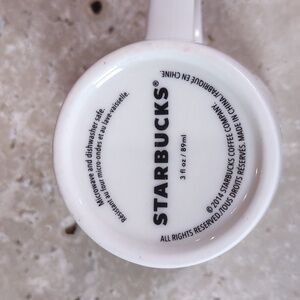 Microwave and dishwasher safe.
Résistant au four micro-ondes et au lave-vaisselle.
STARBUCKS®
3 fl oz / 89ml
© 2014 STARBUCKS COFFEE COMPANY.
ALL RIGHTS RESERVED./TOUS DROITS RÉSERVÉS. MADE IN CHINA./FABRIQUÉ EN CHINE.